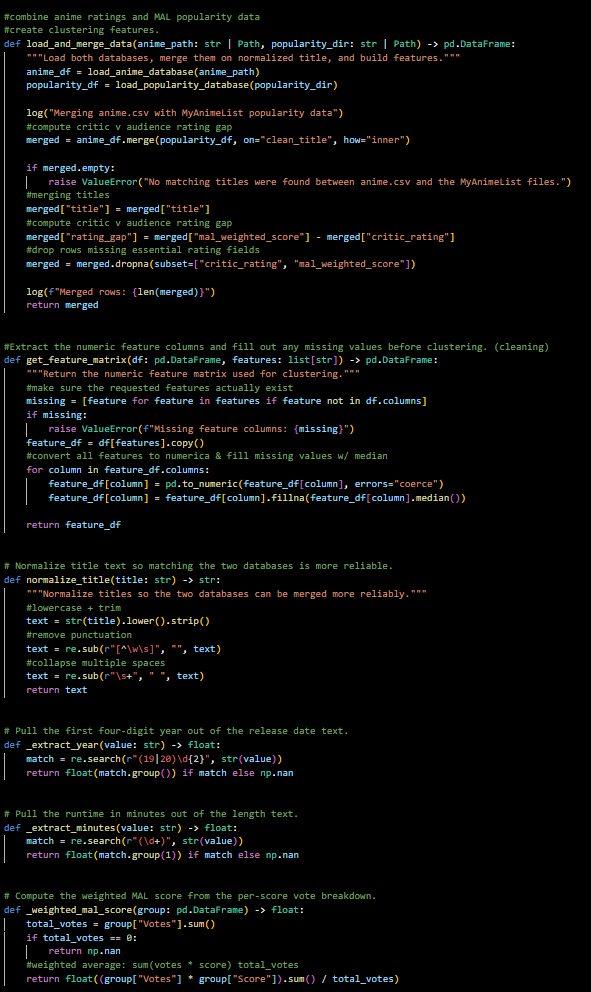 #combine anime ratings and MAL popularity data
#create clustering features.
def load_and_merge_data(anime_path: str | Path, popularity_dir: str | Path) -> pd.DataFrame:
    """Load both databases, merge them on normalized title, and build features."""
    anime_df = load_anime_database(anime_path)
    popularity_df = load_popularity_database(popularity_dir)

    log("Merging anime.csv with MyAnimeList popularity data")
    #compute critic v audience rating gap
    merged = anime_df.merge(popularity_df, on="clean_title", how="inner")

    if merged.empty:
        raise ValueError("No matching titles were found between anime.csv and the MyAnimeList files.")
    #merging titles
    merged["title"] = merged["title"]
    #compute critic v audience rating gap
    merged["rating_gap"] = merged["mal_weighted_score"] - merged["critic_rating"]
    #drop rows missing essential rating fields
    merged = merged.dropna(subset=["critic_rating", "mal_weighted_score"])

    log(f"Merged rows: {len(merged)}")
    return merged


#Extract the numeric feature columns and fill out any missing values before clustering. (cleaning)
def get_feature_matrix(df: pd.DataFrame, features: list[str]) -> pd.DataFrame:
    """Return the numeric feature matrix used for clustering."""
    #make sure the requested features actually exist
    missing = [feature for feature in features if feature not in df.columns]
    if missing:
        raise ValueError(f"Missing feature columns: {missing}")
    feature_df = df[features].copy()
    #convert all features to numerica & fill missing values w/ median
    for column in feature_df.columns:
        feature_df[column] = pd.to_numeric(feature_df[column], errors="coerce")
        feature_df[column] = feature_df[column].fillna(feature_df[column].median())

    return feature_df


# Normalize title text so matching the two databases is more reliable.
def normalize_title(title: str) -> str:
    """Normalize titles so the two databases can be merged more reliably."""
    #lowercase + trim
    text = str(title).lower().strip()
    #remove punctuation
    text = re.sub(r"[^\w\s]", "", text)
    #collapse multiple spaces
    text = re.sub(r"\s+", " ", text)
    return text


# Pull the first four-digit year out of the release date text.
def _extract_year(value: str) -> float:
    match = re.search(r"(19|20)\d{2}", str(value))
    return float(match.group()) if match else np.nan


# Pull the runtime in minutes out of the length text.
def _extract_minutes(value: str) -> float:
    match = re.search(r"(\d+)", str(value))
    return float(match.group(1)) if match else np.nan


# Compute the weighted MAL score from the per-score vote breakdown.
def _weighted_mal_score(group: pd.DataFrame) -> float:
    total_votes = group["Votes"].sum()
    if total_votes == 0:
        return np.nan
    #weighted average: sum(votes * score) total_votes
    return float((group["Votes"] * group["Score"]).sum() / total_votes)